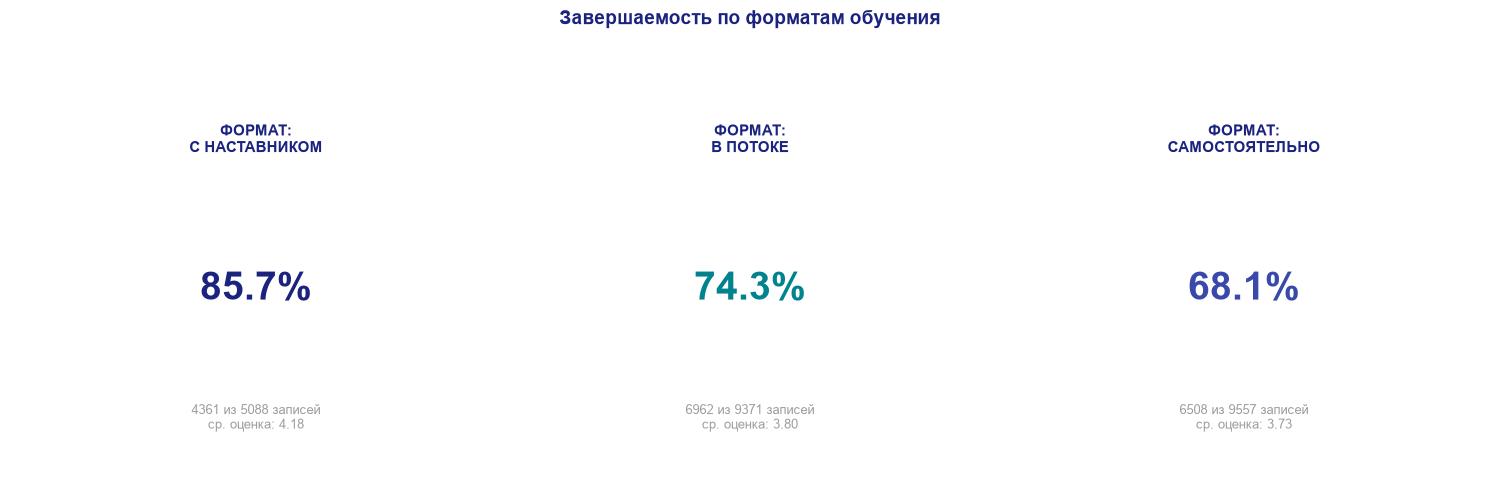 Завершаемость по форматам обучения
ФОРМАТ:
С НАСТАВНИКОМ
85.7%
4361 из 5088 записей
ср. оценка: 4.18
ФОРМАТ:
В ПОТОКЕ
74.3%
6962 из 9371 записей
ср. оценка: 3.80
ФОРМАТ:
САМОСТОЯТЕЛЬНО
68.1%
6508 из 9557 записей
ср. оценка: 3.73